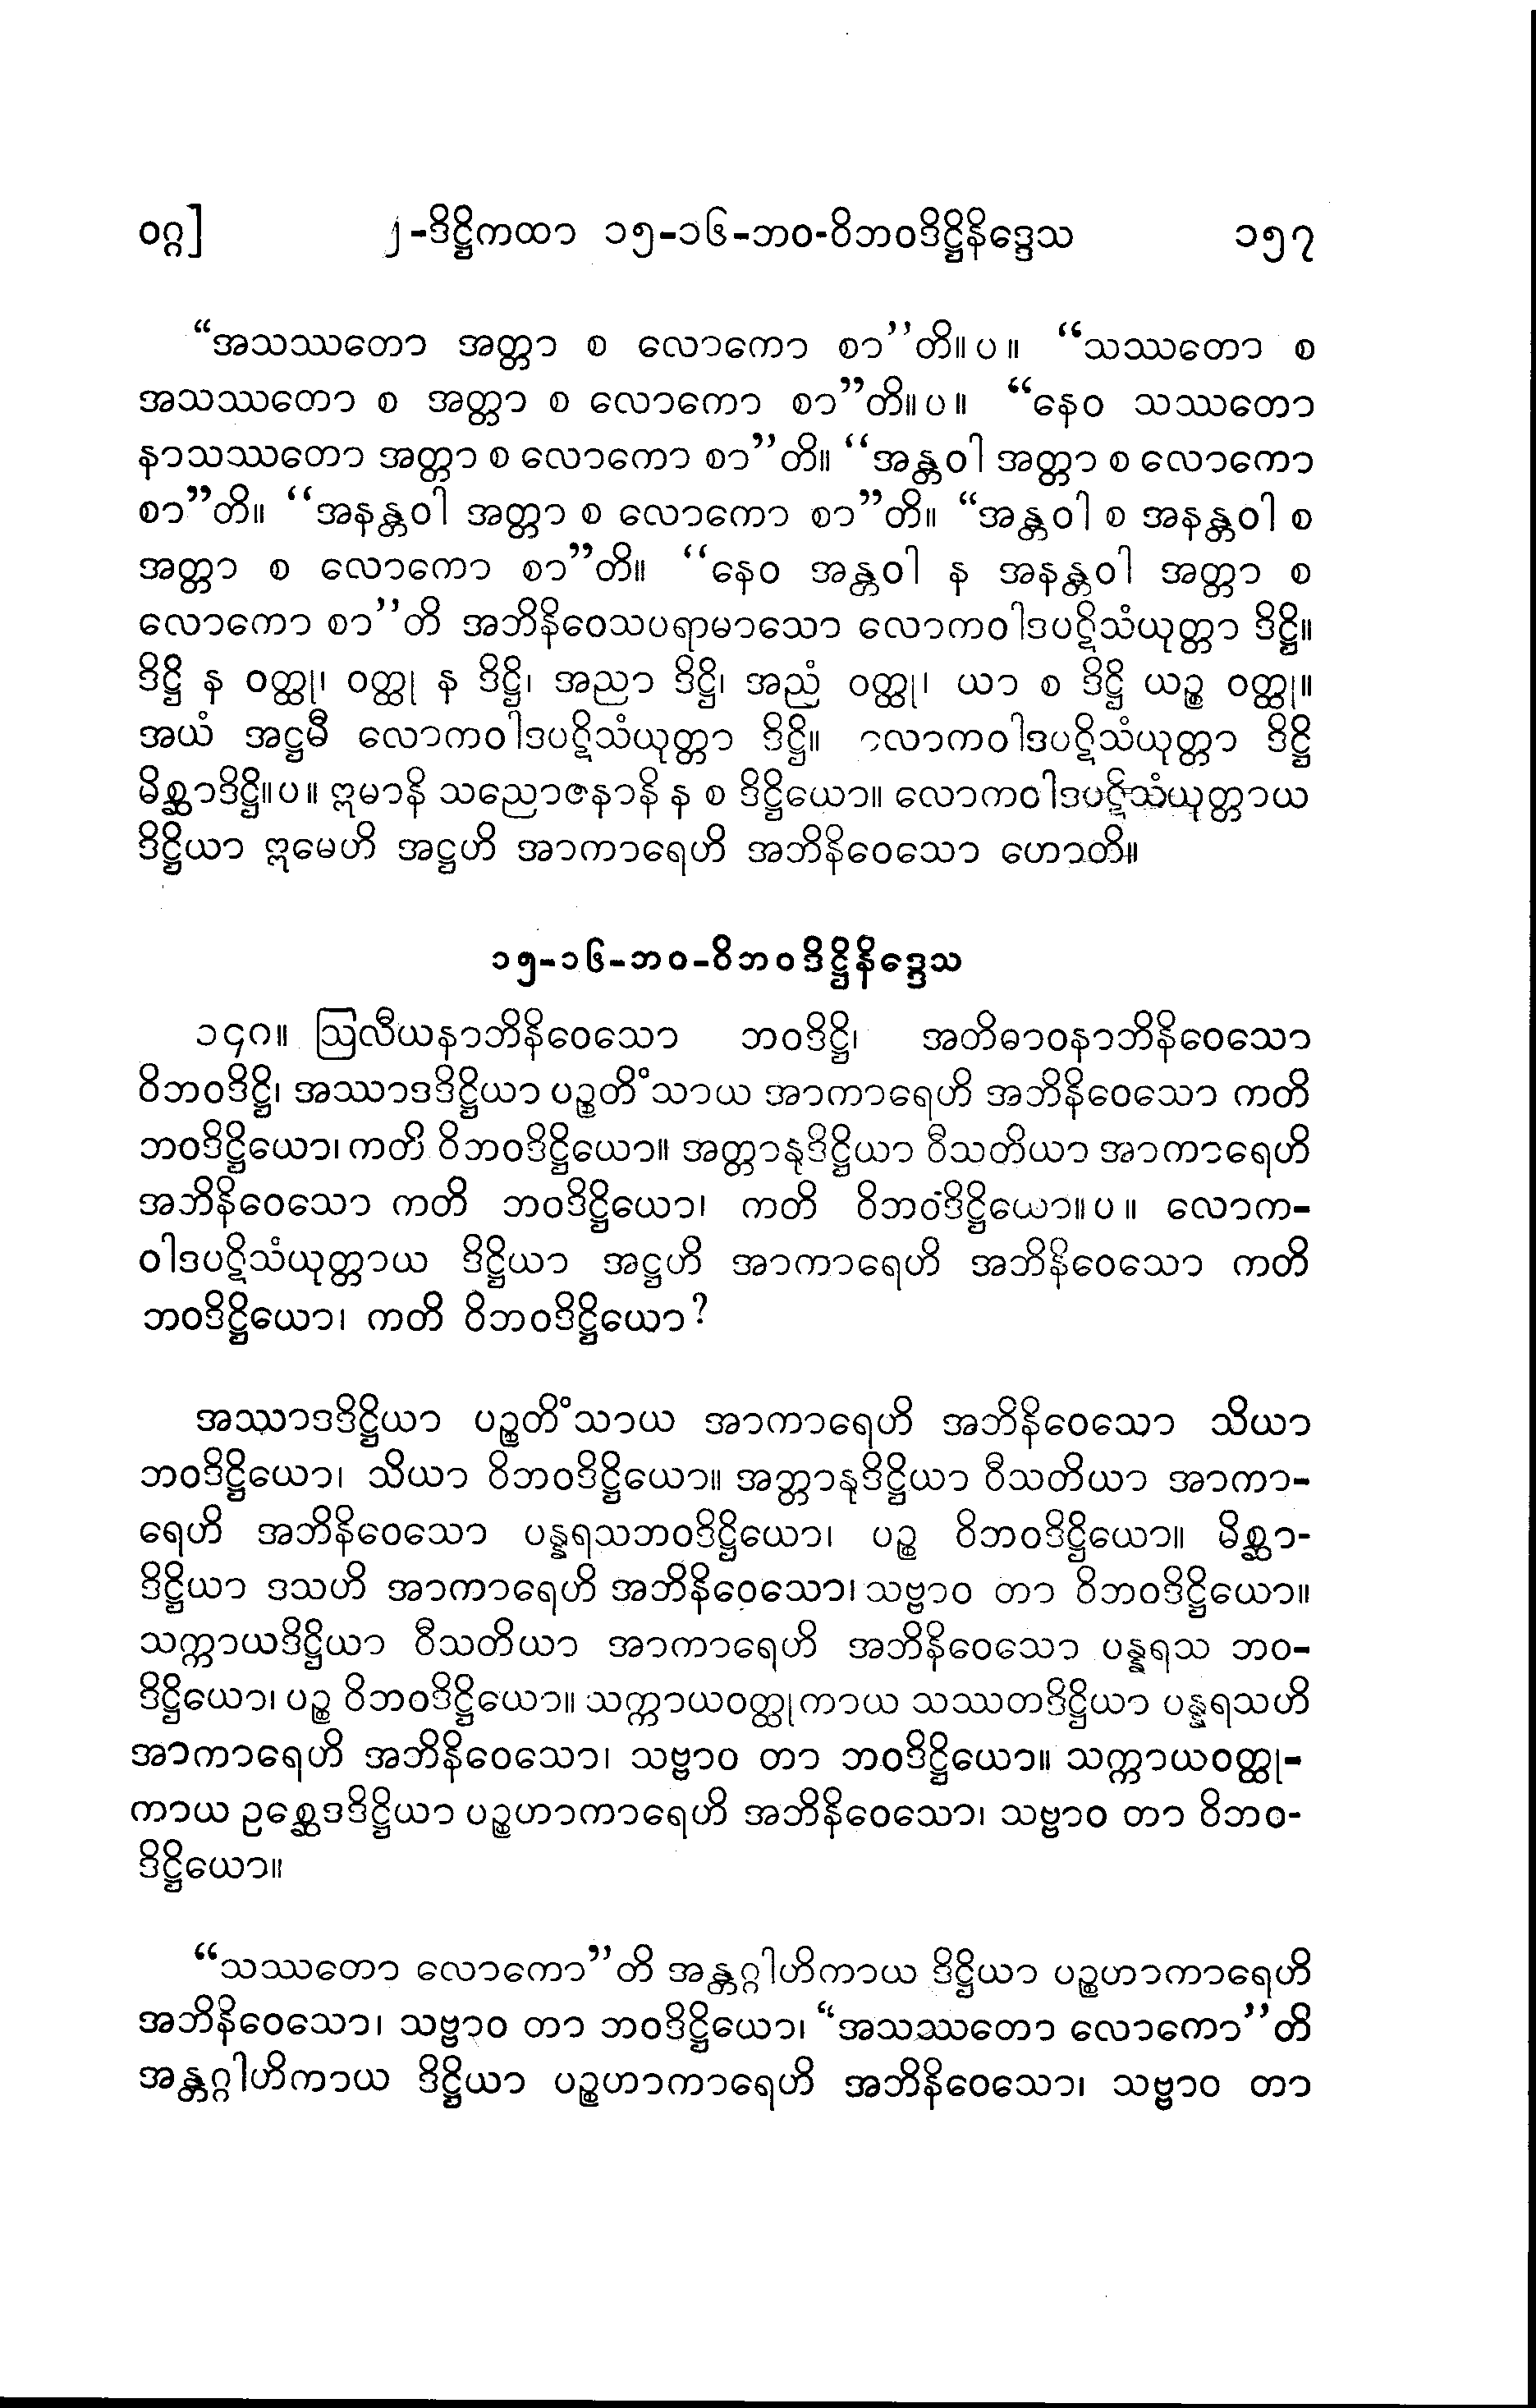 ဝဂ္ဂ] ၂-ဒိဋ္ဌိကထာ ၁၅-၁၆-ဘဝ-ဝိဘဝဒိဋ္ဌိနိဒ္ဒေသ ၁၅၇
“အသဿတော အတ္တာ စ လောကော စာ’’တိ။ပ။ “သဿတော စ
အသဿတော စ အတ္တာ စ လောကော စာ”တိ။ပ။ “နေဝ သဿတော
နာသဿတော အတ္တာ စ လောကော စာ”တိ။ “အန္တဝါ အတ္တာ စ လောကော
စာ”တိ။ “အနန္တဝါ အတ္တာ စ လောကော စာ”တိ။ “အန္တဝါ စ အနန္တဝါ စ
အတ္တာ စ လောကော စာ”တိ။ “နေဝ အန္တဝါ န အနန္တဝါ အတ္တာ စ
လောကော စာ’’တိ အဘိနိဝေသပရာမာသော လောကဝါဒပဋိသံယုတ္တာ ဒိဋ္ဌိ။
ဒိဋ္ဌိ န ဝတ္ထု၊ ဝတ္ထု န ဒိဋ္ဌိ၊ အညာ ဒိဋ္ဌိ၊ အညံ ဝတ္ထု၊ ယာ စ ဒိဋ္ဌိ ယဉ္စ ဝတ္ထု။
အယံ အဋ္ဌမီ လောကဝါဒပဋိသံယုတ္တာ ဒိဋ္ဌိ။ လောကဝါဒပဋိသံယုတ္တာ ဒိဋ္ဌိ
မိစ္ဆာဒိဋ္ဌိ။ပ။ ဣမာနိ သညောဇနာနိ န စ ဒိဋ္ဌိယော။ လောကဝါဒပဋိသံယုတ္တာယ
ဒိဋ္ဌိယာ ဣမေဟိ အဋ္ဌဟိ အာကာရေဟိ အဘိနိဝေသော ဟောတိ။
၁၅-၁၆-ဘဝ-ဝိဘဝဒိဋ္ဌိနိဒ္ဒေသ
၁၄၈။ ဩလီယနာဘိနိဝေသော ဘဝဒိဋ္ဌိ၊ အတိဓာဝနာဘိနိဝေသော
ဝိဘဝဒိဋ္ဌိ၊ အဿာဒဒိဋ္ဌိယာ ပဉ္စတိံသာယ အာကာရေဟိ အဘိနိဝေသော ကတိ
ဘဝဒိဋ္ဌိယော၊ ကတိ ဝိဘဝဒိဋ္ဌိယော။ အတ္တာနုဒိဋ္ဌိယာ ဝီသတိယာ အာကာရေဟိ
အဘိနိဝေသော ကတိ ဘဝဒိဋ္ဌိယော၊ ကတိ ဝိဘဝဒိဋ္ဌိယော။ပ။ လောက-
ဝါဒပဋိသံယုတ္တာယ ဒိဋ္ဌိယာ အဋ္ဌဟိ အာကာရေဟိ အဘိနိဝေသော ကတိ
ဘဝဒိဋ္ဌိယော၊ ကတိ ဝိဘဝဒိဋ္ဌိယော?
အဿာဒဒိဋ္ဌိယာ ပဉ္စတိံသာယ အာကာရေဟိ အဘိနိဝေသော သိယာ
ဘဝဒိဋ္ဌိယော၊ သိယာ ဝိဘဝဒိဋ္ဌိယော။ အတ္တာနုဒိဋ္ဌိယာ ဝီသတိယာ အာကာ-
ရေဟိ အဘိနိဝေသော ပန္နရသဘဝဒိဋ္ဌိယော၊ ပဉ္စ ဝိဘဝဒိဋ္ဌိယော။ မိစ္ဆာ-
ဒိဋ္ဌိယာ ဒသဟိ အာကာရေဟိ အဘိနိဝေသော၊ သဗ္ဗာဝ တာ ဝိဘဝဒိဋ္ဌိယော။
သက္ကာယဒိဋ္ဌိယာ ဝီသတိယာ အာကာရေဟိ အဘိနိဝေသော ပန္နရသ ဘဝ-
ဒိဋ္ဌိယော၊ ပဉ္စ ဝိဘဝဒိဋ္ဌိယော။ သက္ကာယဝတ္ထုကာယ သဿတဒိဋ္ဌိယာ ပန္နရသဟိ
အာကာရေဟိ အဘိနိဝေသော၊ သဗ္ဗာဝ တာ ဘဝဒိဋ္ဌိယော။ သက္ကာယဝတ္ထု-
ကာယ ဥစ္ဆေဒဒိဋ္ဌိယာ ပဉ္စဟာကာရေဟိ အဘိနိဝေသော၊ သဗ္ဗာဝ တာ ဝိဘဝ-
ဒိဋ္ဌိယော။
“သဿတော လောကော”တိ အန္တဂ္ဂါဟိကာယ ဒိဋ္ဌိယာ ပဉ္စဟာကာရေဟိ
အဘိနိဝေသော၊ သဗ္ဗာဝ တာ ဘဝဒိဋ္ဌိယော၊ “အသဿတော လောကော’’တိ
အန္တဂ္ဂါဟိကာယ ဒိဋ္ဌိယာ ပဉ္စဟာကာရေဟိ အဘိနိဝေသော၊ သဗ္ဗာဝ တာ